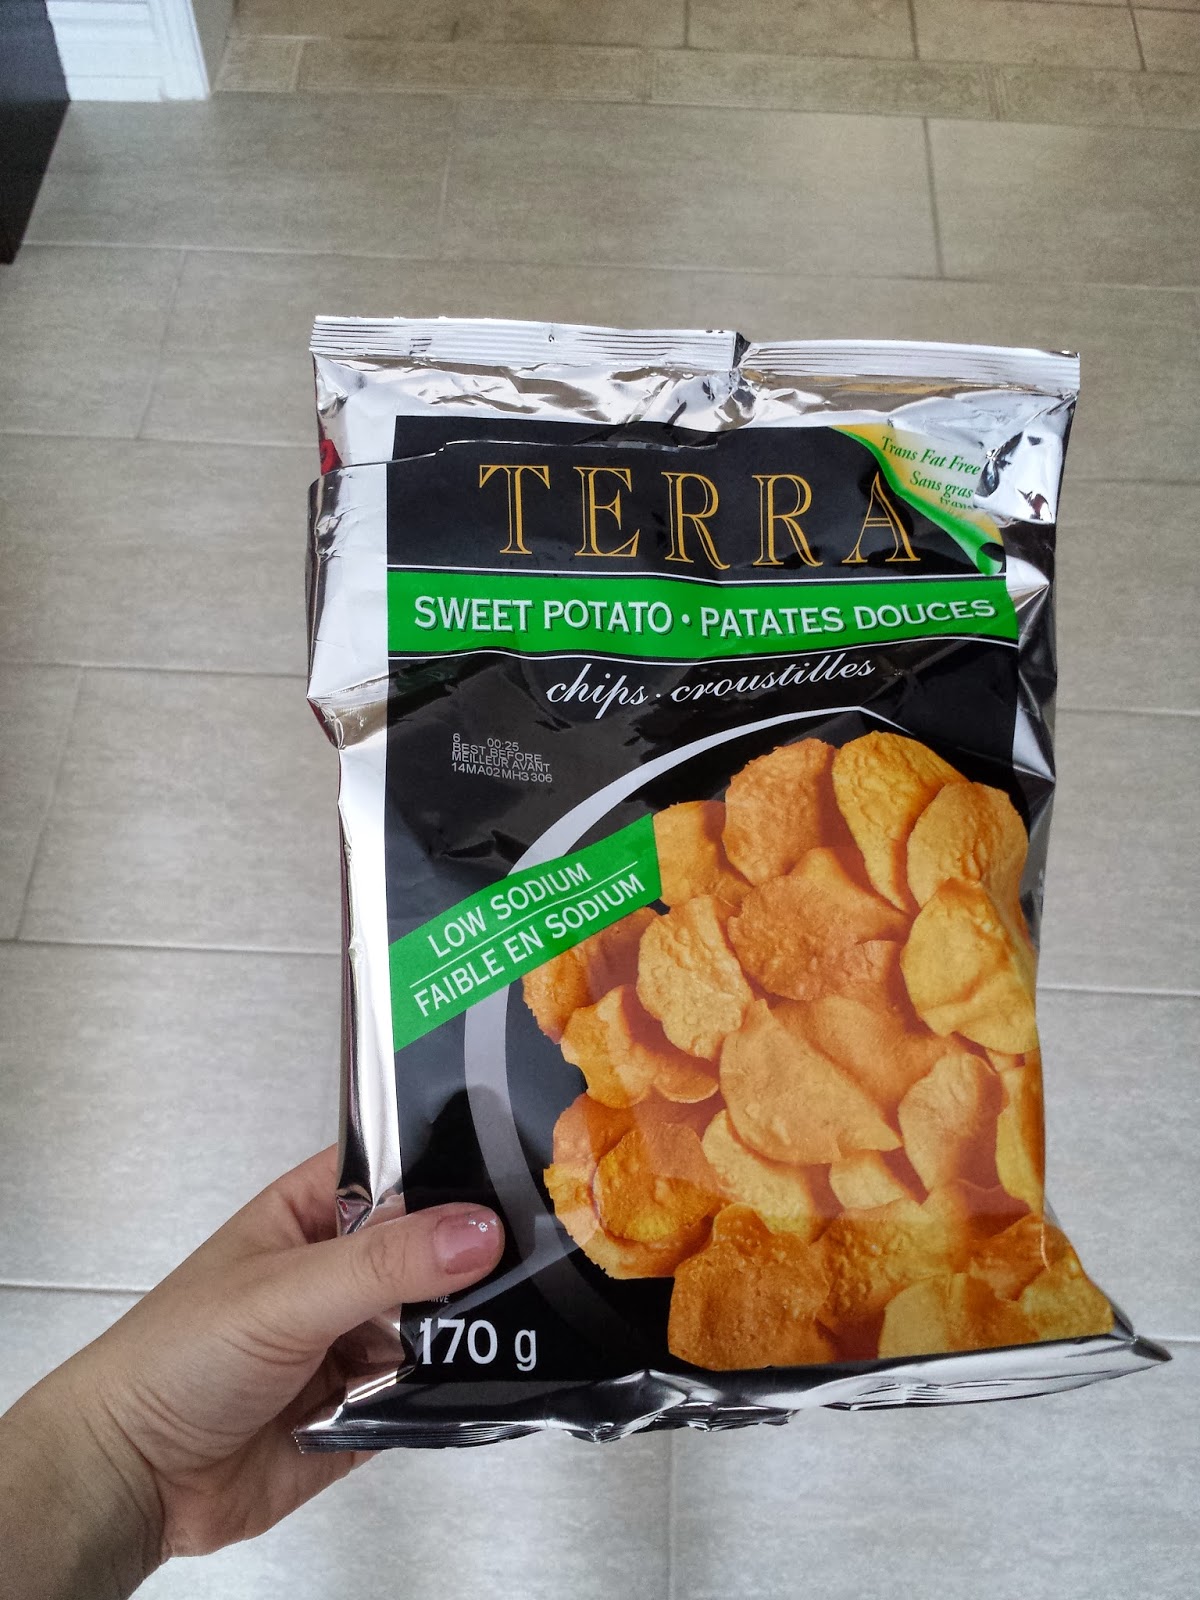 TERRA
Trans Fat Free
Sans gras
trans
SWEET POTATO • PATATES DOUCES
chips • croustilles
6 00:25
BEST BEFORE
MEILLEUR AVANT
14MA02MH3306
LOW SODIUM
FAIBLE EN SODIUM
170 g